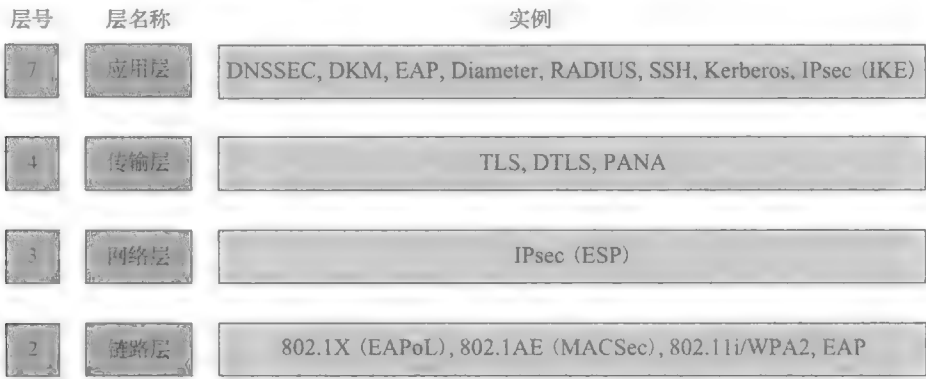 层号 层名称 实例
7 应用层 DNSSEC, DKM, EAP, Diameter, RADIUS, SSH, Kerberos, IPsec (IKE)
4 传输层 TLS, DTLS, PANA
3 网络层 IPsec (ESP)
2 链路层 802.1X (EAPoL), 802.1AE (MACSec), 802.11i/WPA2, EAP